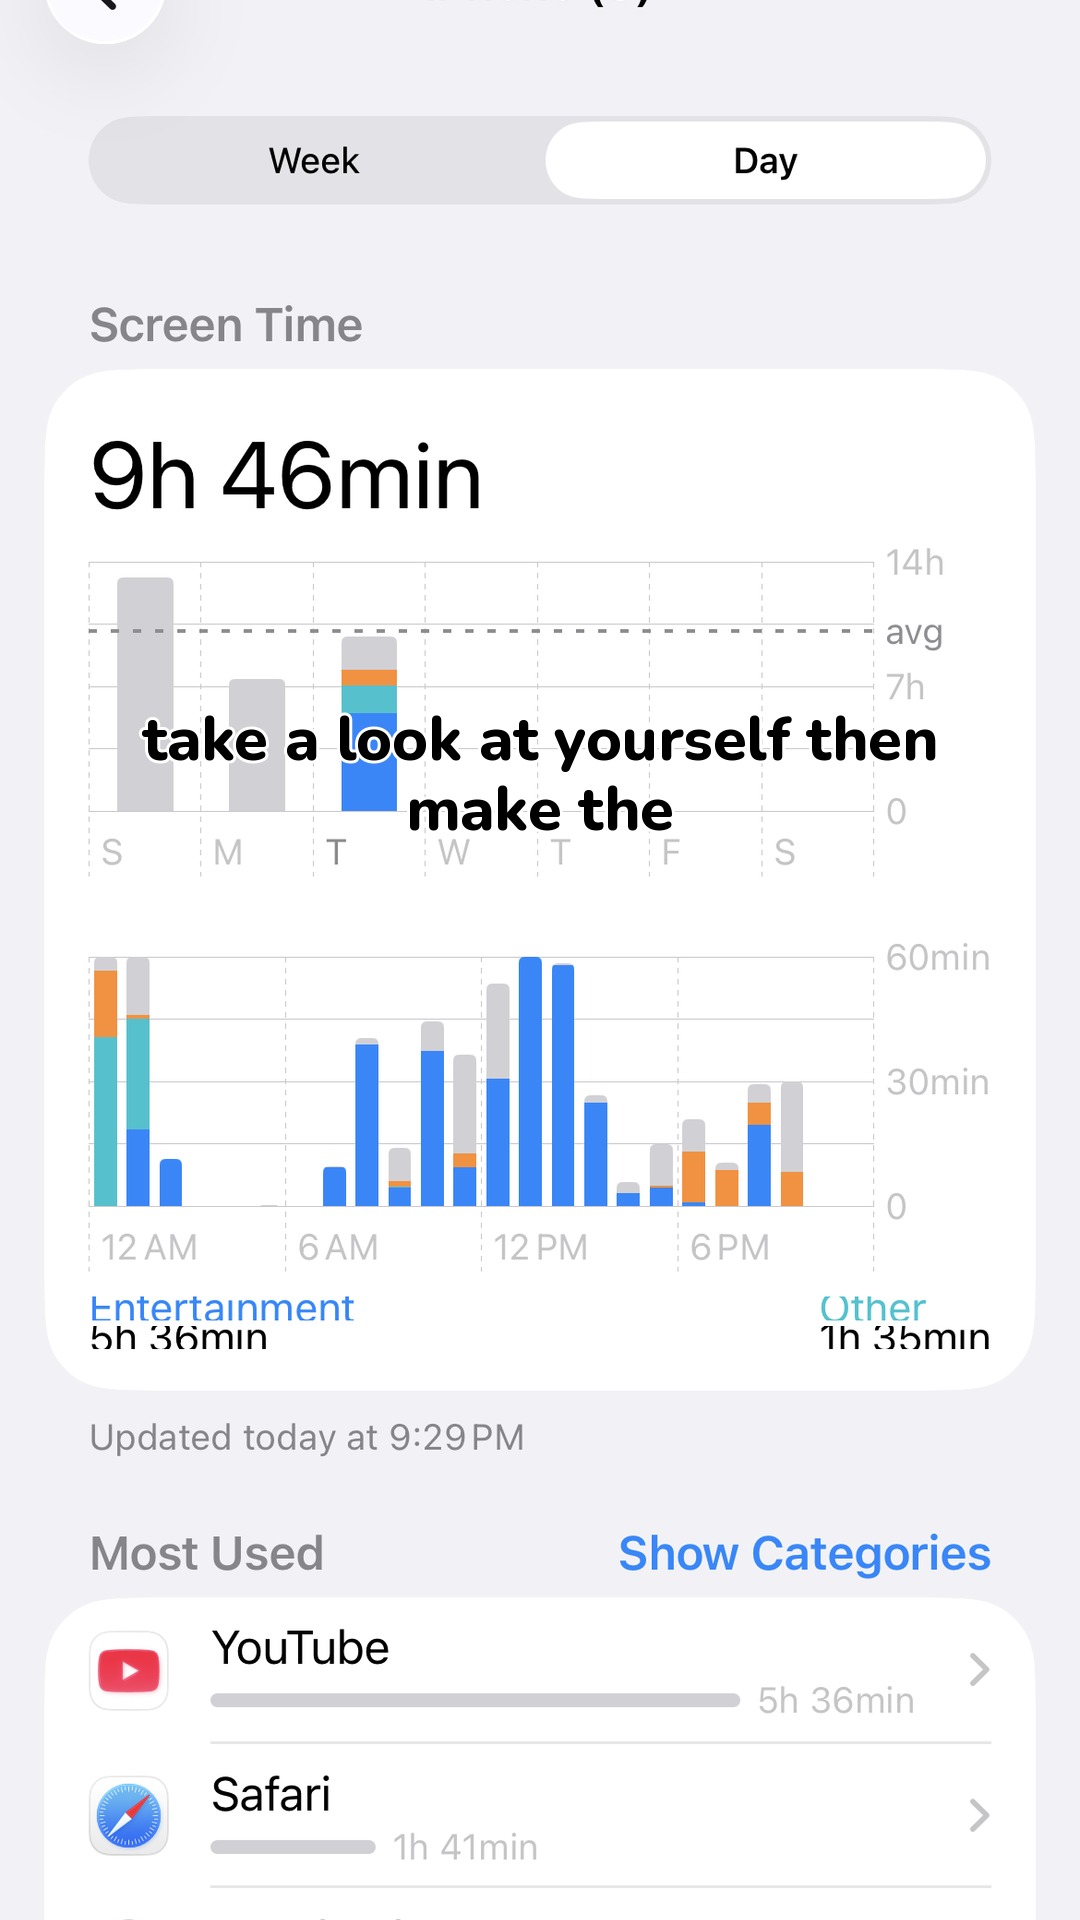 Week
Day
Screen Time
9h 46min
14h
avg
7h
take a look at yourself then
make the
0
S M T W T F S
60min
30min
0
12 AM 6 AM 12 PM 6 PM
Entertainment Other
5h 36min 1h 35min
Updated today at 9:29 PM
Most Used Show Categories
YouTube
5h 36min
Safari
1h 41min